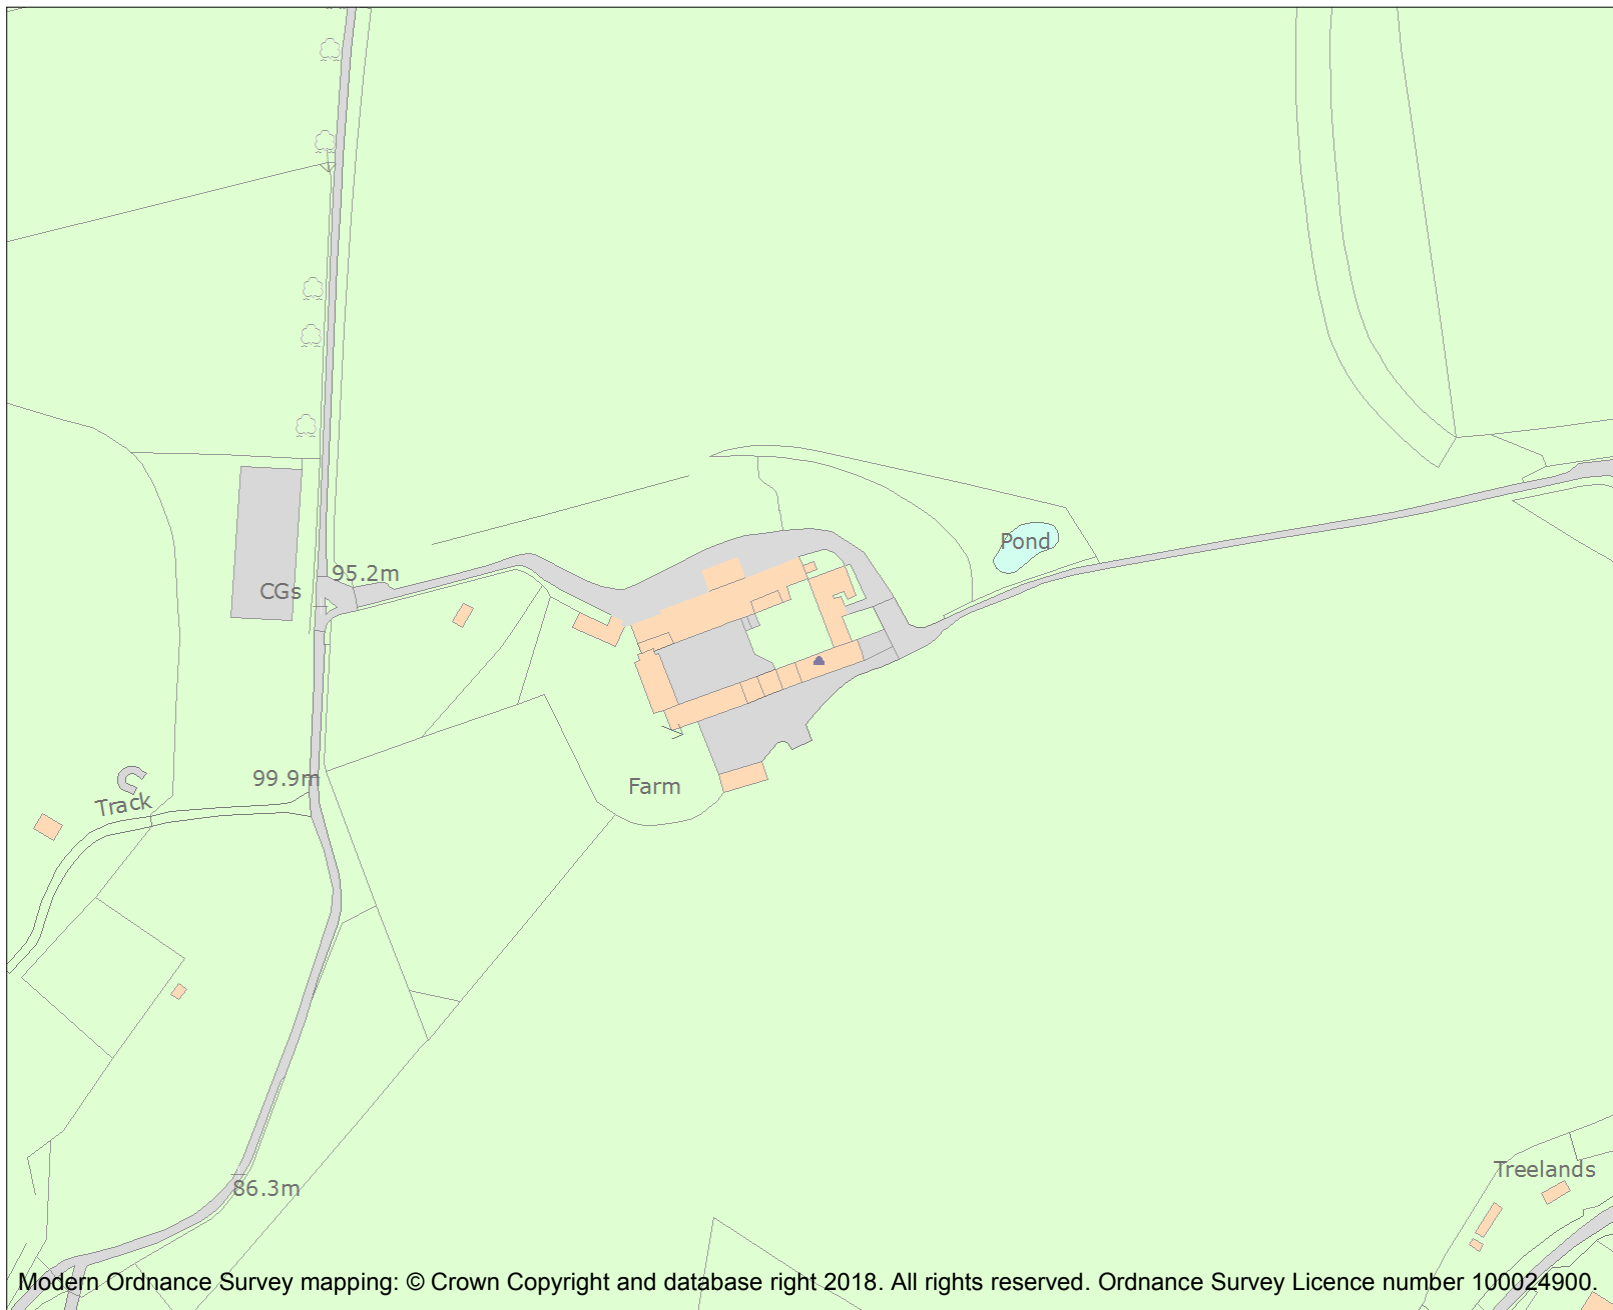 Pond
95.2m
CGs
99.9m
Farm
Track
Treelands
86.3m
Modern Ordnance Survey mapping: © Crown Copyright and database right 2018. All rights reserved. Ordnance Survey Licence number 100024900.